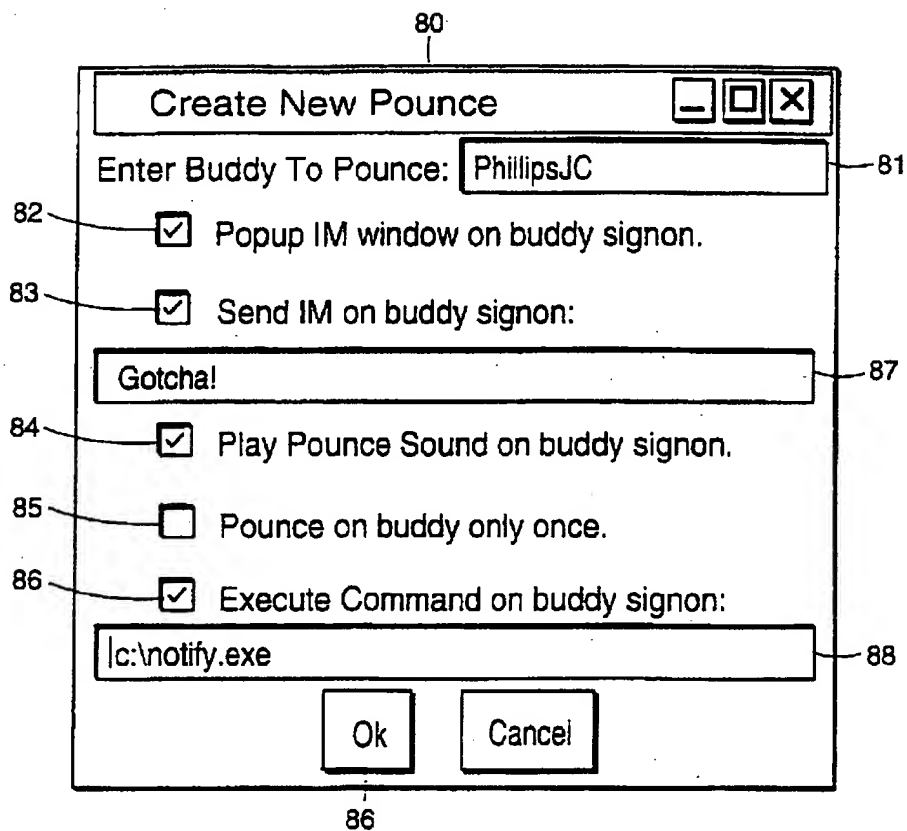 80
Create New Pounce
Enter Buddy To Pounce: PhillipsJC 81
82 Popup IM window on buddy signon.
83 Send IM on buddy signon:
Gotcha! 87
84 Play Pounce Sound on buddy signon.
85 Pounce on buddy only once.
86 Execute Command on buddy signon:
c:\notify.exe 88
Ok Cancel
86